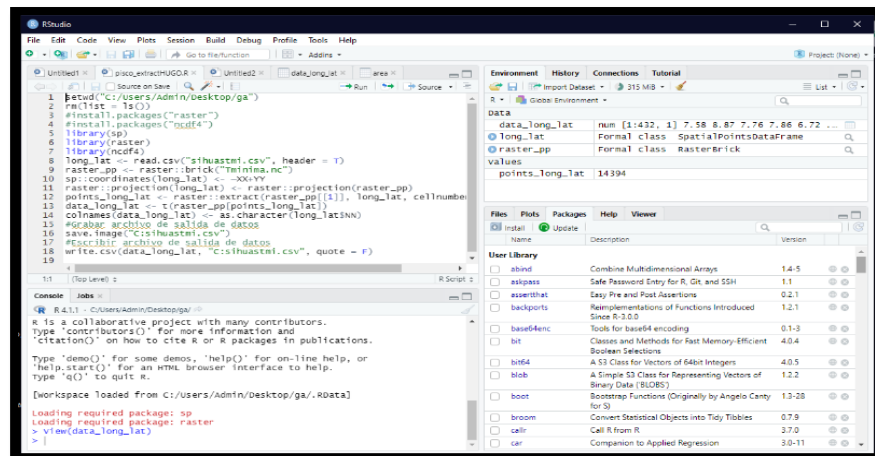 RStudio
File Edit Code View Plots Session Build Debug Profile Tools Help
Go to file/function Addins Project: (None)
Untitled1 × pisco_extractHUGO.R × Untitled2 × data_long_lat × area ×
Source on Save Run Source
1 setwd("C:/Users/Admin/Desktop/ga")
2 rm(list = ls())
3 #install.packages("raster")
4 #install.packages("ncdf4")
5 library(sp)
6 library(raster)
7 library(ncdf4)
8 long_lat <- read.csv("sihuastmi.csv", header = T)
9 raster_pp <- raster::brick("Tminima.nc")
10 sp::coordinates(long_lat) <- ~XX+YY
11 raster::projection(long_lat) <- raster::projection(raster_pp)
12 points_long_lat <- raster::extract(raster_pp[[1]], long_lat, cellnumbe
13 data_long_lat <- t(raster_pp[points_long_lat])
14 colnames(data_long_lat) <- as.character(long_lat$NN)
15 #Grabar archivo de salida de datos
16 save.image("C:sihuastmi.csv")
17 #Escribir archivo de salida de datos
18 write.csv(data_long_lat, "C:sihuastmi.csv", quote = F)
19
1:1 (Top Level) R Script
Console Jobs ×
R 4.1.1 · C:/Users/Admin/Desktop/ga/
R is a collaborative project with many contributors.
Type 'contributors()' for more information and
'citation()' on how to cite R or R packages in publications.
Type 'demo()' for some demos, 'help()' for on-line help, or
'help.start()' for an HTML browser interface to help.
Type 'q()' to quit R.
[Workspace loaded from C:/Users/Admin/Desktop/ga/.RData]
Loading required package: sp
Loading required package: raster
> View(data_long_lat)
>
Environment History Connections Tutorial
Import Dataset 315 MiB List
R Global Environment
Data
data_long_lat num [1:432, 1] 7.58 8.87 7.76 7.86 6.72 ...
long_lat Formal class SpatialPointsDataFrame
raster_pp Formal class RasterBrick
values
points_long_lat 14394
Files Plots Packages Help Viewer
Install Update
Name Description Version
User Library
abind Combine Multidimensional Arrays 1.4-5
askpass Safe Password Entry for R, Git, and SSH 1.1
assertthat Easy Pre and Post Assertions 0.2.1
backports Reimplementations of Functions Introduced Since R-3.0.0 1.2.1
base64enc Tools for base64 encoding 0.1-3
bit Classes and Methods for Fast Memory-Efficient Boolean Selections 4.0.4
bit64 A S3 Class for Vectors of 64bit Integers 4.0.5
blob A Simple S3 Class for Representing Vectors of Binary Data ('BLOBS') 1.2.2
boot Bootstrap Functions (Originally by Angelo Canty for S) 1.3-28
broom Convert Statistical Objects into Tidy Tibbles 0.7.9
callr Call R from R 3.7.0
car Companion to Applied Regression 3.0-11